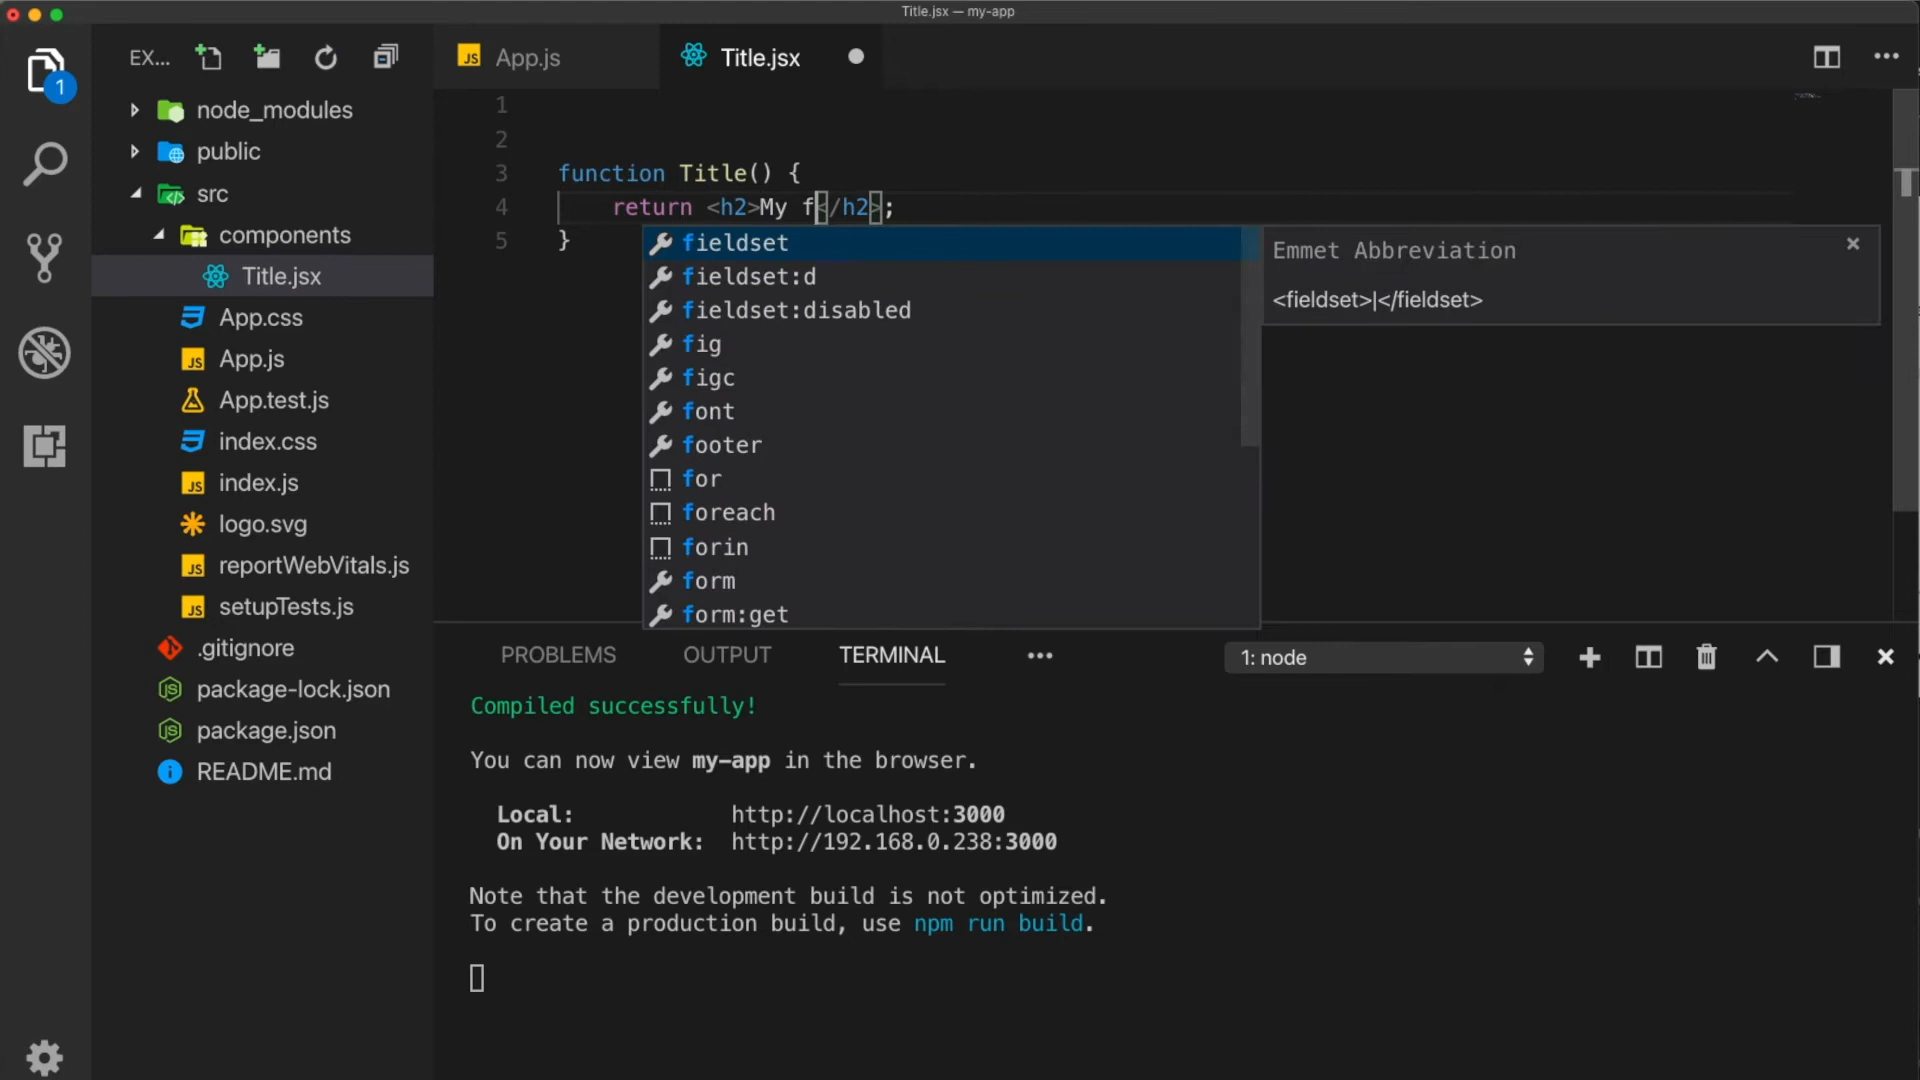 Title.jsx — my-app
EX...
App.js
Title.jsx
1
node_modules
public
src
components
Title.jsx
App.css
App.js
App.test.js
index.css
index.js
logo.svg
reportWebVitals.js
setupTests.js
.gitignore
package-lock.json
package.json
README.md
1
2
3 function Title() {
4 return <h2>My f</h2>;
5 }
fieldset
fieldset:d
fieldset:disabled
fig
figc
font
footer
for
foreach
forin
form
form:get
Emmet Abbreviation
<fieldset>|</fieldset>
PROBLEMS OUTPUT TERMINAL ••• 1: node
Compiled successfully!
You can now view my-app in the browser.
Local: http://localhost:3000
On Your Network: http://192.168.0.238:3000
Note that the development build is not optimized.
To create a production build, use npm run build.